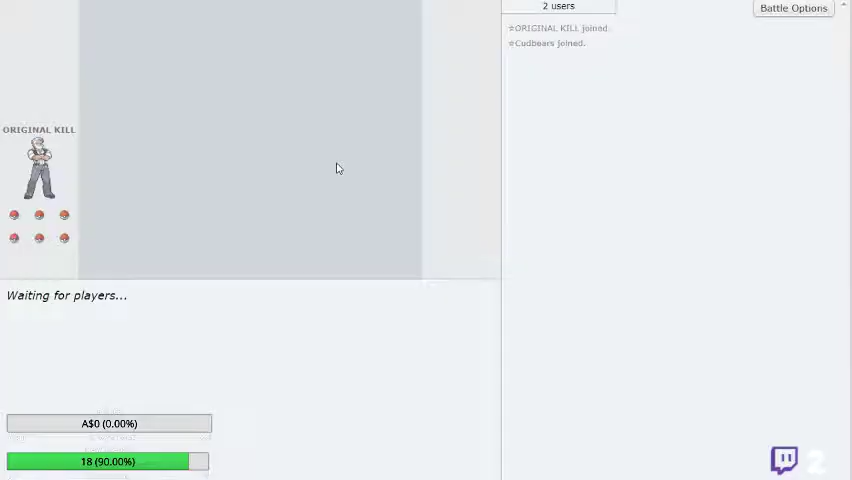 2 users
Battle Options
☆ORIGINAL KILL joined.
☆Cudbears joined.
ORIGINAL KILL
Waiting for players...
A$0 (0.00%)
18 (90.00%)
2